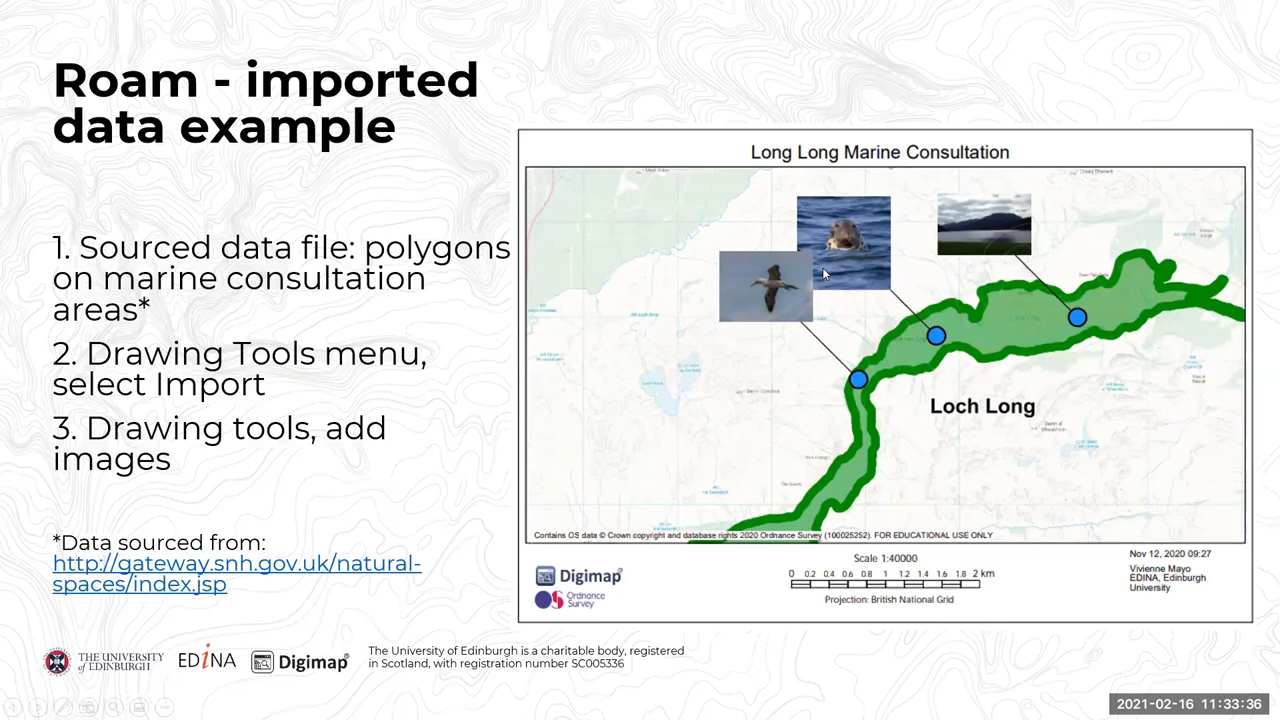 Roam - imported
data example
1. Sourced data file: polygons
on marine consultation
areas*
2. Drawing Tools menu,
select Import
3. Drawing tools, add
images
*Data sourced from:
http://gateway.snh.gov.uk/natural-
spaces/index.jsp
Long Long Marine Consultation
Loch Long
Contains OS data © Crown copyright and database rights 2020 Ordnance Survey (100025252). FOR EDUCATIONAL USE ONLY
Digimap®
Ordnance
Survey
Scale 1:40000
0 0.2 0.4 0.6 0.8 1 1.2 1.4 1.6 1.8 2 km
Projection: British National Grid
Nov 12, 2020 09:27
Vivienne Mayo
EDINA, Edinburgh
University
THE UNIVERSITY
of EDINBURGH
EDINA
Digimap®
The University of Edinburgh is a charitable body, registered
in Scotland, with registration number SC005336
2021-02-16 11:33:36